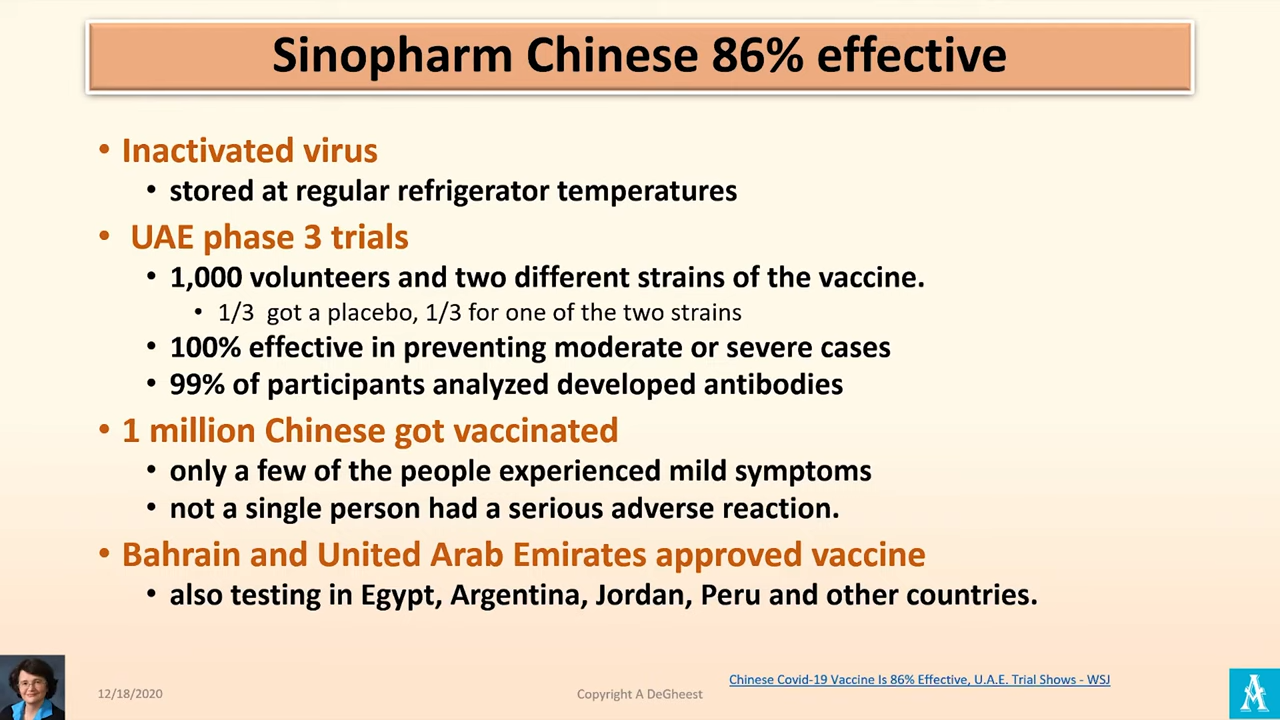 Sinopharm Chinese 86% effective
• Inactivated virus
• stored at regular refrigerator temperatures
• UAE phase 3 trials
• 1,000 volunteers and two different strains of the vaccine.
• 1/3 got a placebo, 1/3 for one of the two strains
• 100% effective in preventing moderate or severe cases
• 99% of participants analyzed developed antibodies
• 1 million Chinese got vaccinated
• only a few of the people experienced mild symptoms
• not a single person had a serious adverse reaction.
• Bahrain and United Arab Emirates approved vaccine
• also testing in Egypt, Argentina, Jordan, Peru and other countries.
Chinese Covid-19 Vaccine Is 86% Effective, U.A.E. Trial Shows - WSJ
12/18/2020
Copyright A DeGheest
A